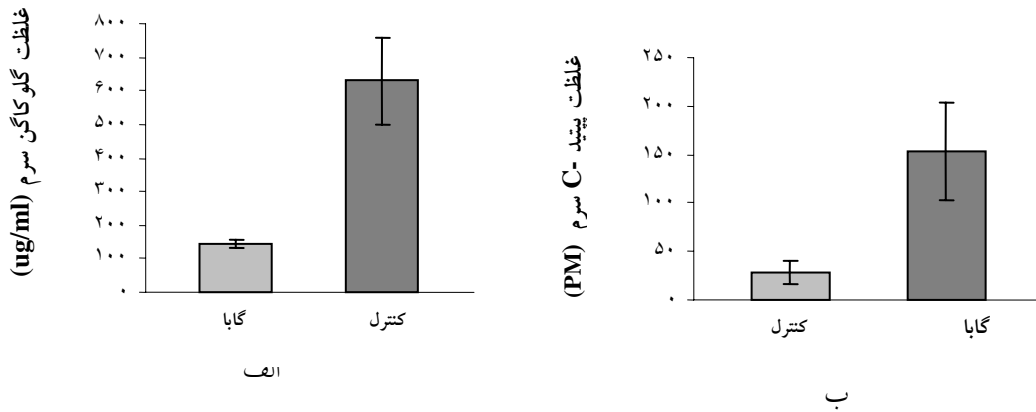 غلظت گلوکاگن سرم (ug/ml)
۸۰۰
۷۰۰
۶۰۰
۵۰۰
۴۰۰
۳۰۰
۲۰۰
۱۰۰
۰
گابا
کنترل
الف
غلظت پپتید -C سرم (PM)
۲۵۰
۲۰۰
۱۵۰
۱۰۰
۵۰
۰
کنترل
گابا
ب